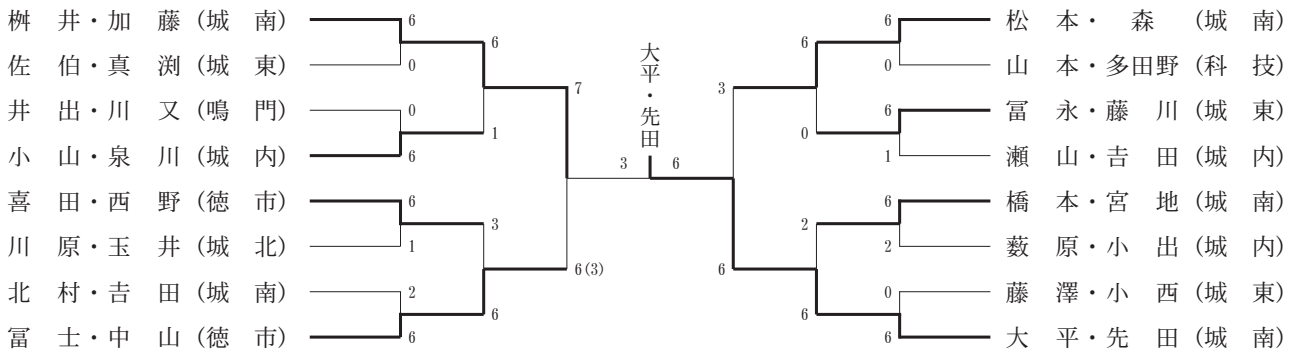 桝　井・加　藤（城　南）
佐　伯・真　渕（城　東）
井　出・川　又（鳴　門）
小　山・泉　川（城　内）
喜　田・西　野（徳　市）
川　原・玉　井（城　北）
北　村・𠮷　田（城　南）
冨　士・中　山（徳　市）
6
0
0
6
6
1
2
6
6
1
3
6
7
6(3)
3
大平・先田
6
3
6
6
0
2
6
6
0
6
1
6
2
0
6
松　本・　森　（城　南）
山　本・多田野（科　技）
冨　永・藤　川（城　東）
瀬　山・𠮷　田（城　内）
橋　本・宮　地（城　南）
薮　原・小　出（城　内）
藤　澤・小　西（城　東）
大　平・先　田（城　南）